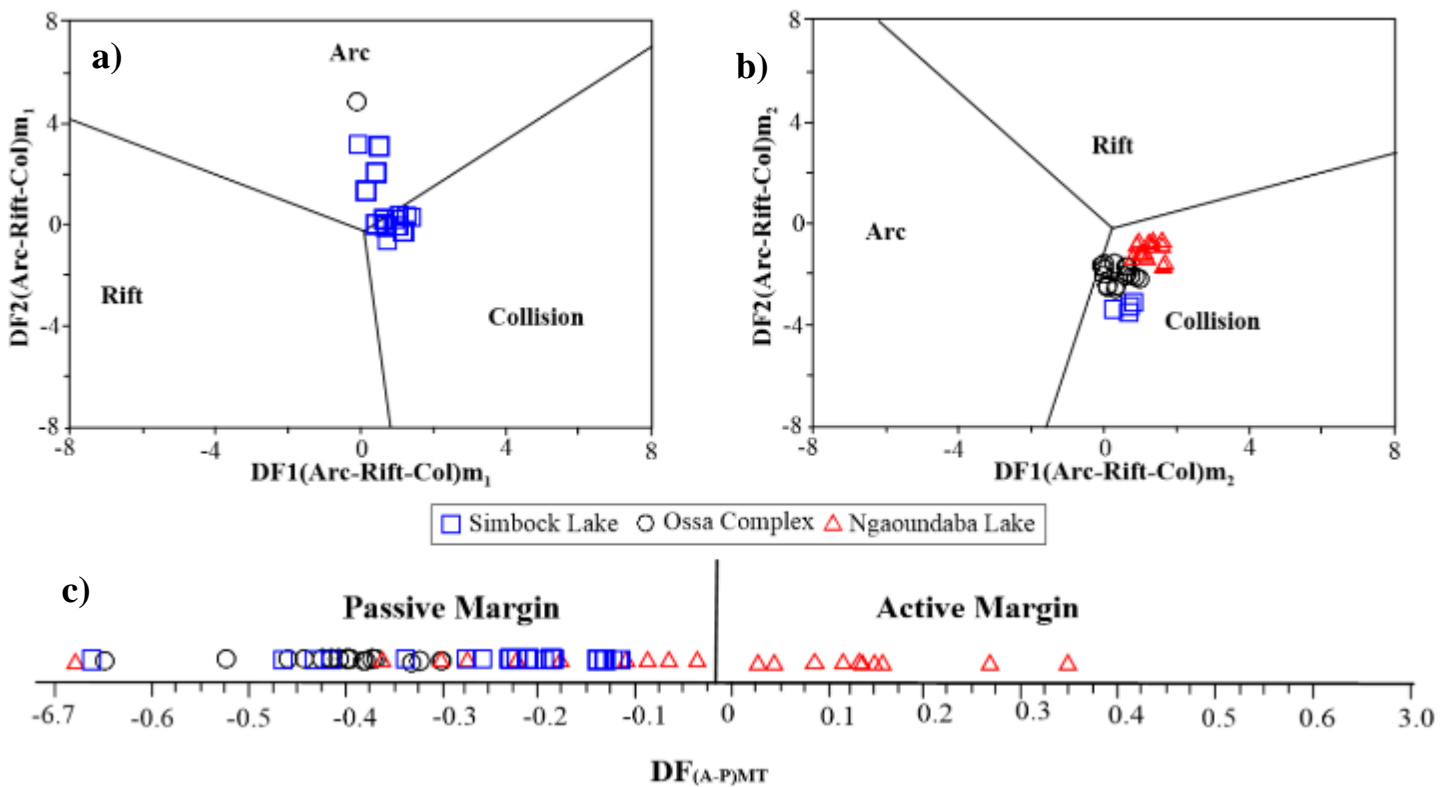 a)
Arc
Rift
Collision
8
4
0
-4
-8
-8
-4
0
4
8
DF2(Arc-Rift-Col)m₁
DF1(Arc-Rift-Col)m₁
b)
Rift
Arc
Collision
8
4
0
-4
-8
-8
-4
0
4
8
DF2(Arc-Rift-Col)m₂
DF1(Arc-Rift-Col)m₂
Simbock Lake Ossa Complex Ngaoundaba Lake
c)
Passive Margin Active Margin
-6.7 -0.6 -0.5 -0.4 -0.3 -0.2 -0.1 0 0.1 0.2 0.3 0.4 0.5 0.6 3.0
DF(A-P)MT